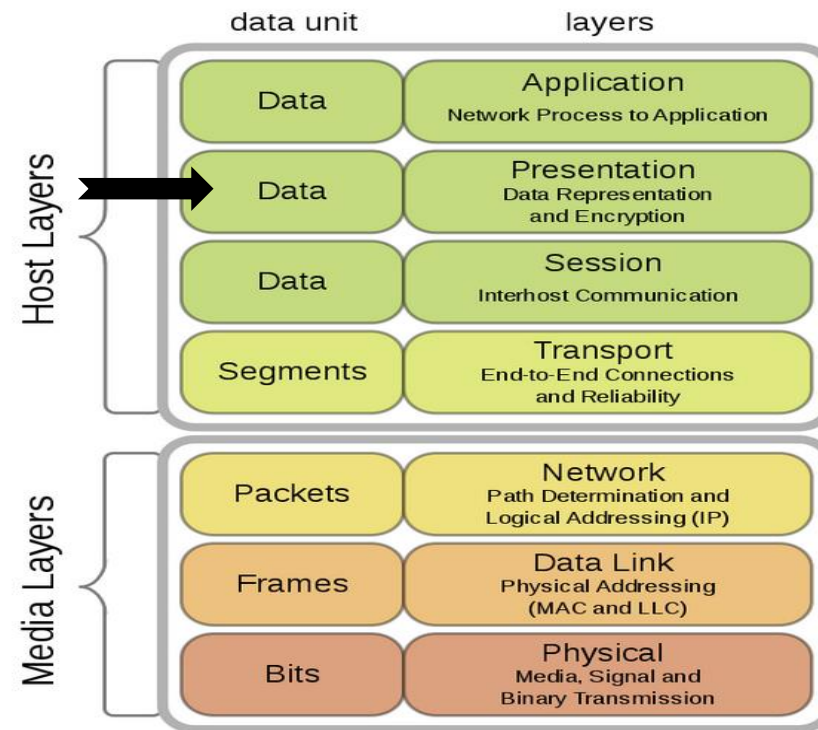 data unit layers
Host Layers
Data Application
Network Process to Application
Data Presentation
Data Representation
and Encryption
Data Session
Interhost Communication
Segments Transport
End-to-End Connections
and Reliability
Media Layers
Packets Network
Path Determination and
Logical Addressing (IP)
Frames Data Link
Physical Addressing
(MAC and LLC)
Bits Physical
Media, Signal and
Binary Transmission